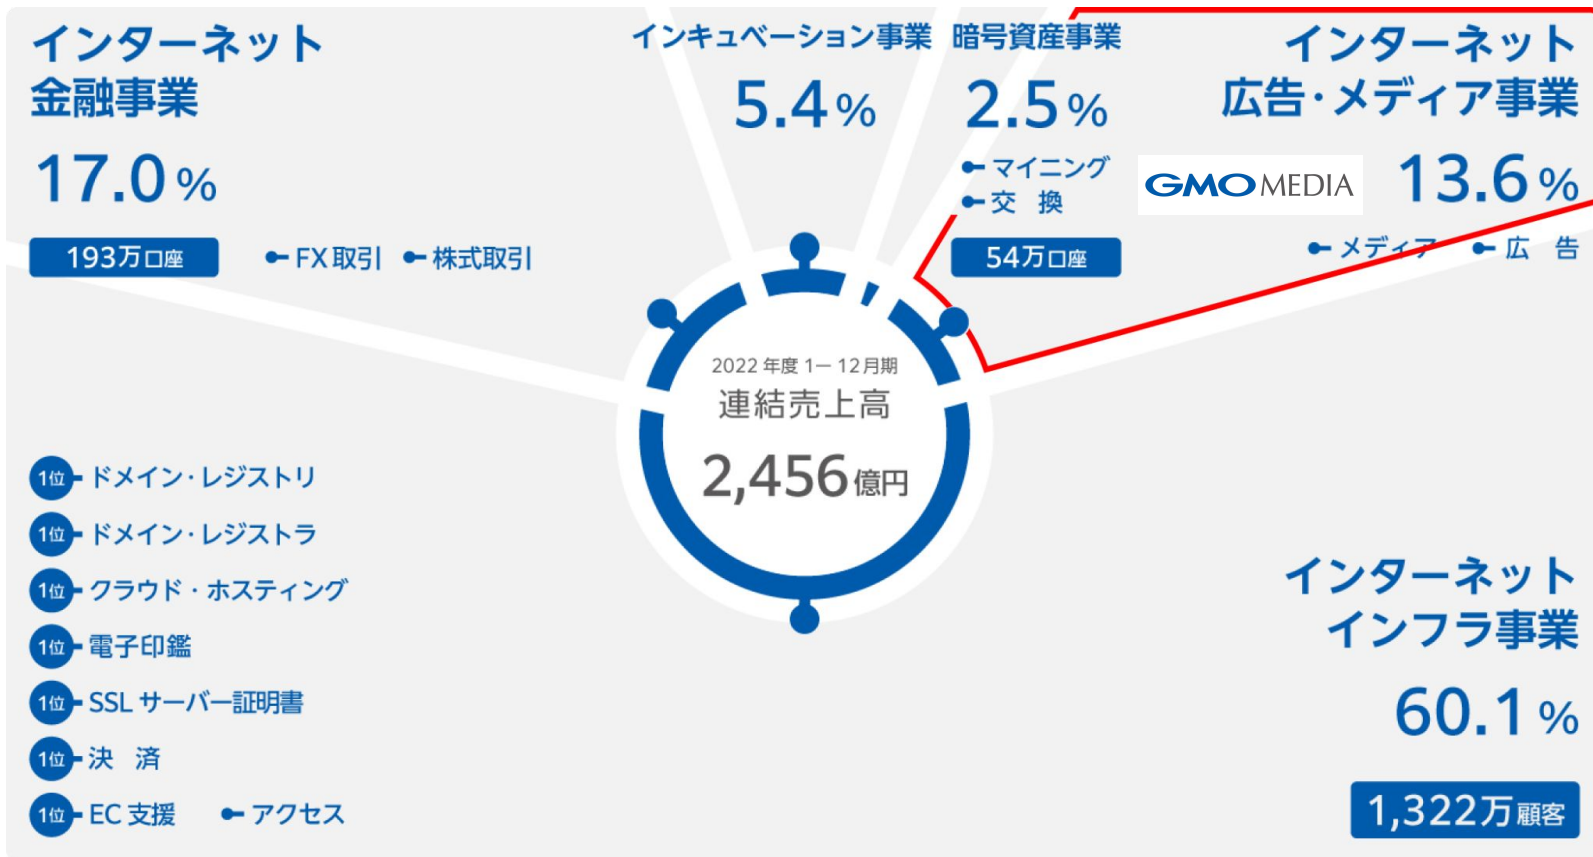 インターネット
金融事業
17.0%
193万口座
FX取引
株式取引
インキュベーション事業
5.4%
暗号資産事業
2.5%
マイニング
交 換
54万口座
インターネット
広告・メディア事業
GMO MEDIA
13.6%
メディア
広 告
2022年度1—12月期
連結売上高
2,456億円
1位 ドメイン・レジストリ
1位 ドメイン・レジストラ
1位 クラウド・ホスティング
1位 電子印鑑
1位 SSLサーバー証明書
1位 決 済
1位 EC支援
アクセス
インターネット
インフラ事業
60.1%
1,322万顧客